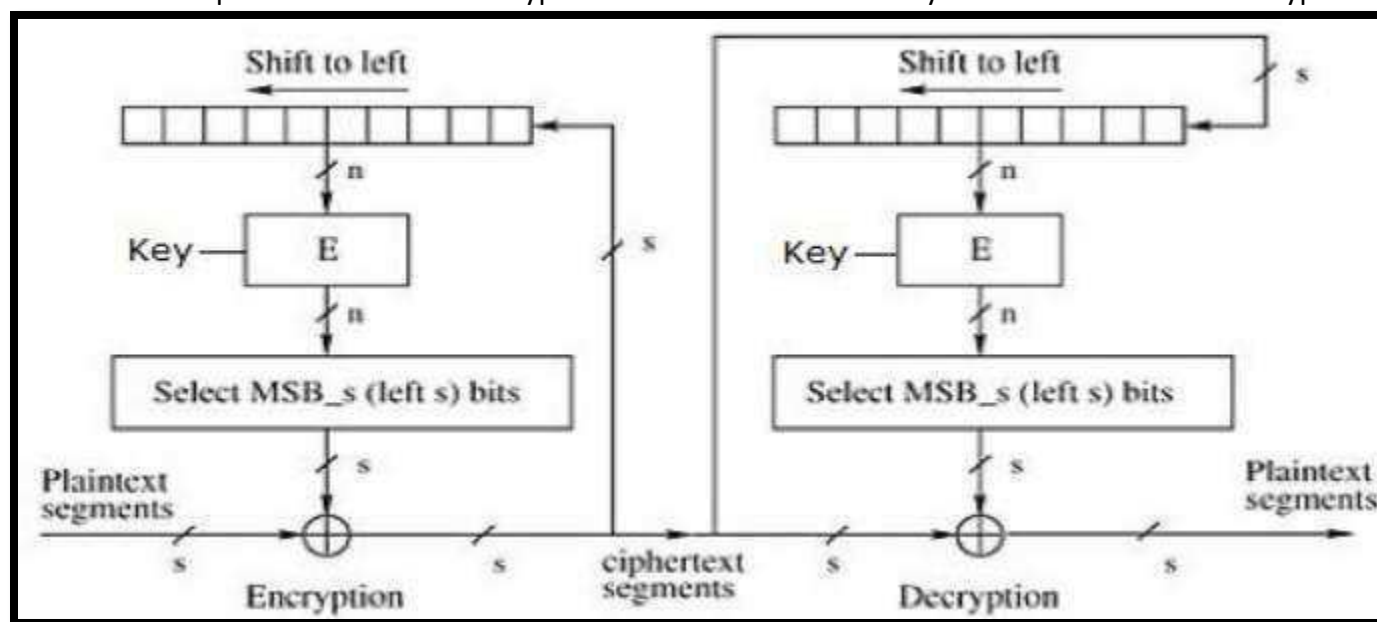 Shift to left
Shift to left
s
n
n
Key
E
s
Key
E
n
n
Select MSB_s (left s) bits
Select MSB_s (left s) bits
s
s
Plaintext
segments
Plaintext
segments
s
s
ciphertext
segments
s
s
Encryption
Decryption